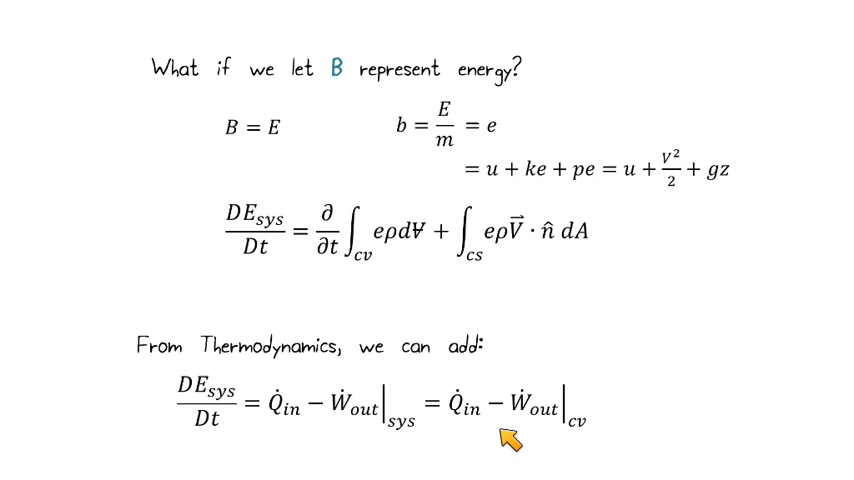 What if we let B represent energy?
B = E
b = E/m = e
= u + ke + pe = u + V²/2 + gz
DE_sys/Dt = ∂/∂t ∫_cv eρdV̶ + ∫_cs eρV⃗ · n̂ dA
From Thermodynamics, we can add:
DE_sys/Dt = Q̇_in − Ẇ_out|_sys = Q̇_in − Ẇ_out|_cv